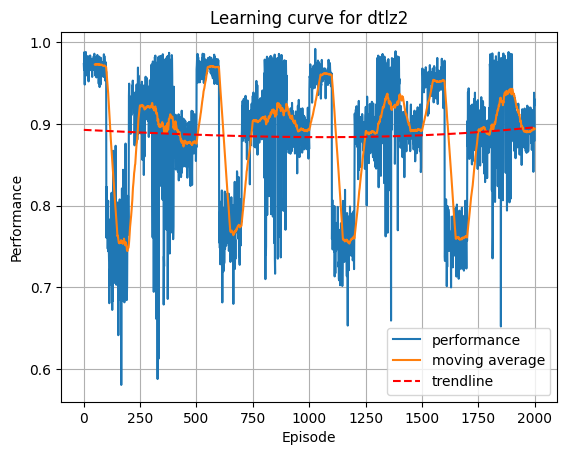 Learning curve for dtlz2
1.0
0.9
0.8
0.7
0.6
Performance
0
250
500
750
1000
1250
1500
1750
2000
Episode
performance
moving average
trendline